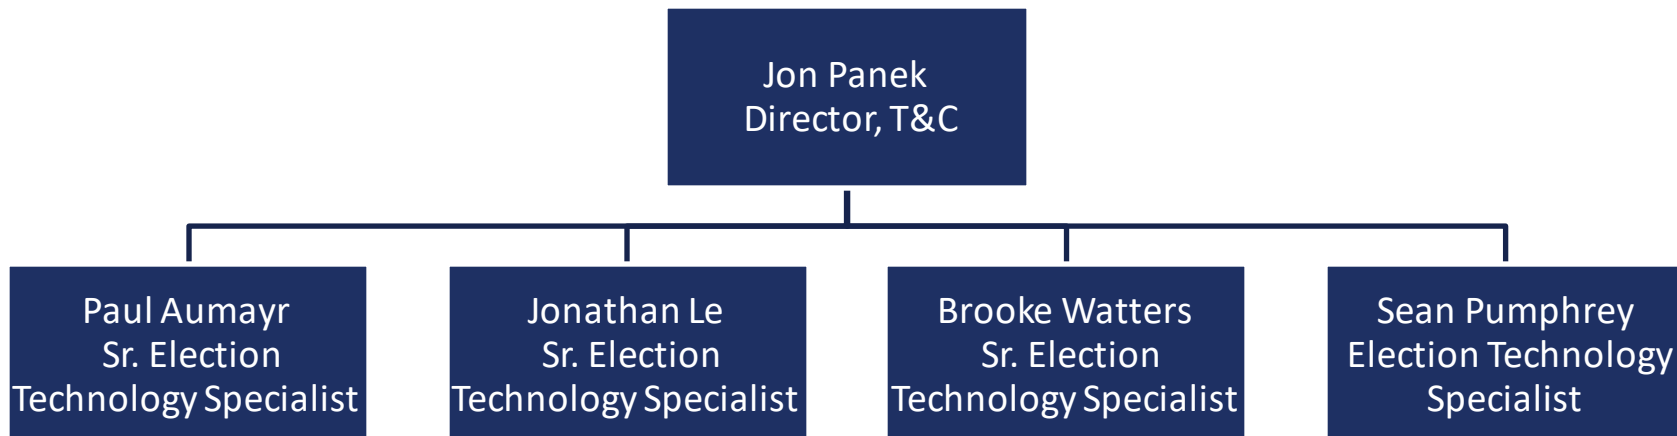 Jon Panek
Director, T&C
Paul Aumayr
Sr. Election
Technology Specialist
Jonathan Le
Sr. Election
Technology Specialist
Brooke Watters
Sr. Election
Technology Specialist
Sean Pumphrey
Election Technology
Specialist